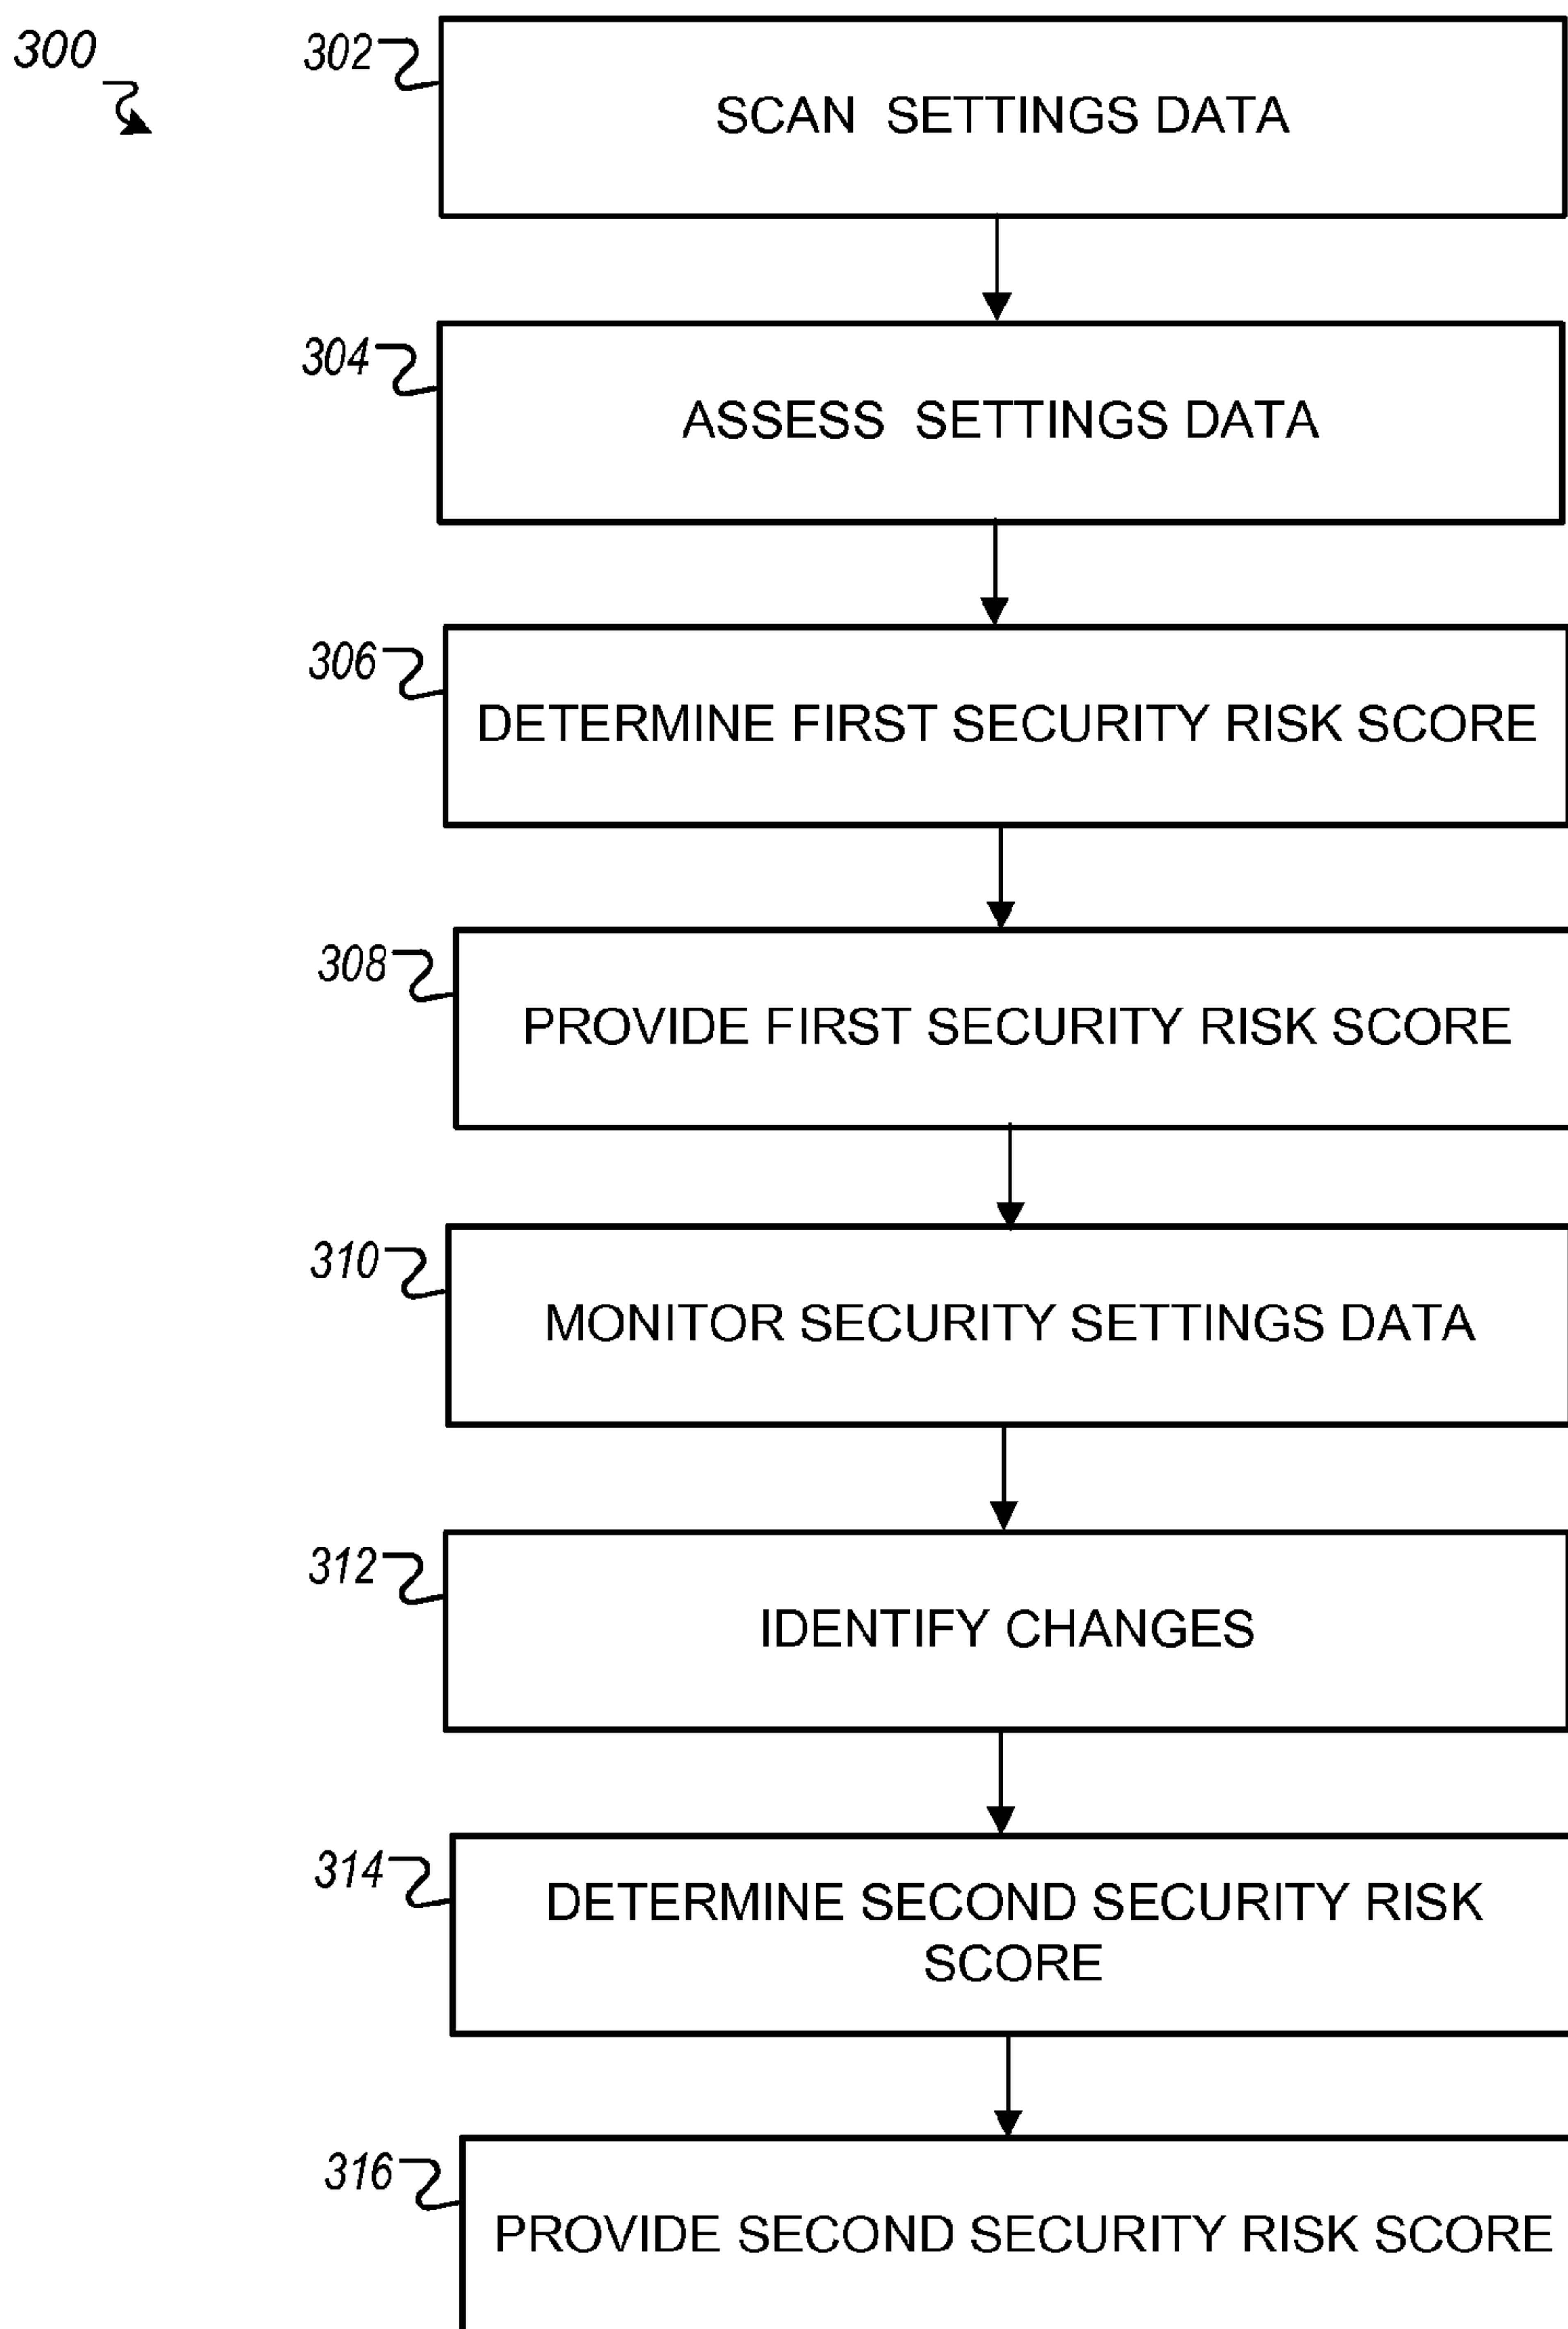 300
302
SCAN SETTINGS DATA
304
ASSESS SETTINGS DATA
306
DETERMINE FIRST SECURITY RISK SCORE
308
PROVIDE FIRST SECURITY RISK SCORE
310
MONITOR SECURITY SETTINGS DATA
312
IDENTIFY CHANGES
314
DETERMINE SECOND SECURITY RISK
SCORE
316
PROVIDE SECOND SECURITY RISK SCORE